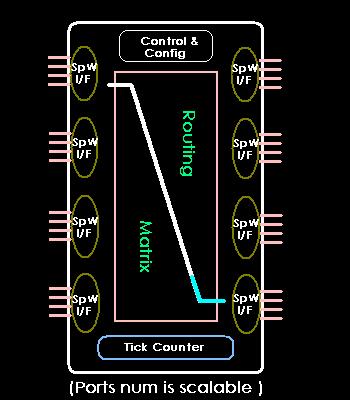 Control &
Config
SpW
I/F
SpW
I/F
Routing
SpW
I/F
SpW
I/F
Matrix
SpW
I/F
SpW
I/F
SpW
I/F
SpW
I/F
Tick Counter
(Ports num is scalable )